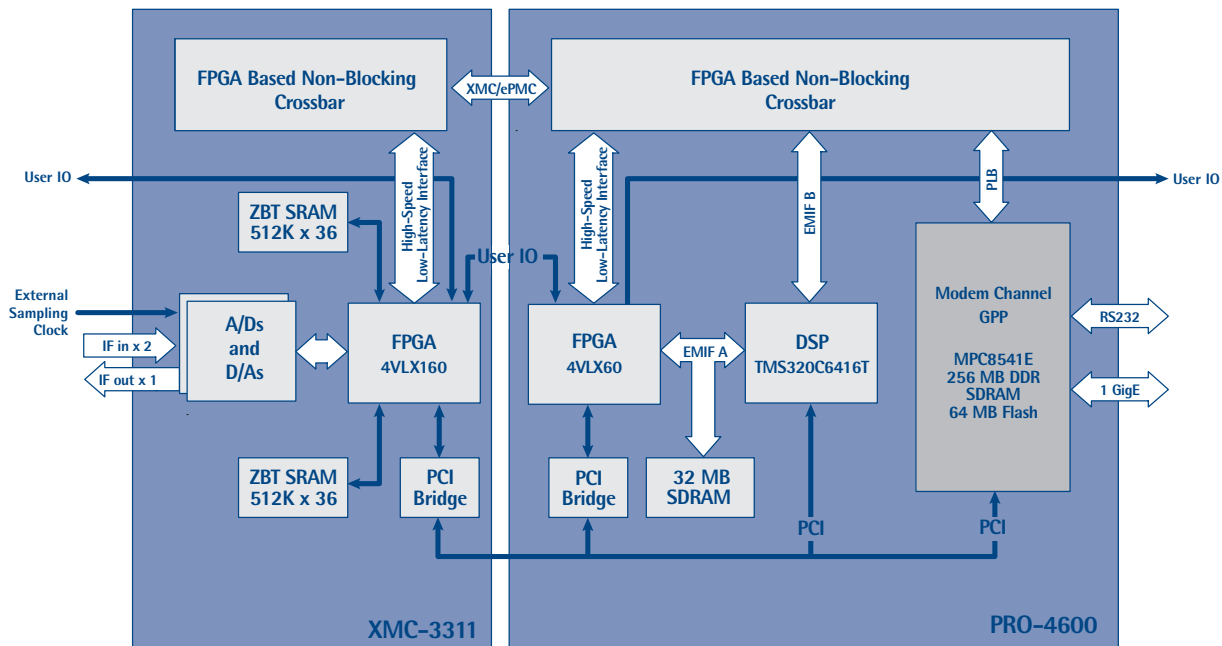 FPGA Based Non-Blocking
Crossbar
XMC/ePMC
FPGA Based Non-Blocking
Crossbar
User IO
High-Speed
Low-Latency Interface
ZBT SRAM
512K x 36
User IO
High-Speed
Low-Latency Interface
EMIF B
PLB
User IO
External
Sampling
Clock
IF in x 2
IF out x 1
A/Ds
and
D/As
FPGA
4VLX160
FPGA
4VLX60
EMIF A
DSP
TMS320C6416T
Modem Channel
GPP
MPC8541E
256 MB DDR
SDRAM
64 MB Flash
RS232
1 GigE
ZBT SRAM
512K x 36
PCI
Bridge
PCI
Bridge
32 MB
SDRAM
PCI
PCI
XMC-3311
PRO-4600